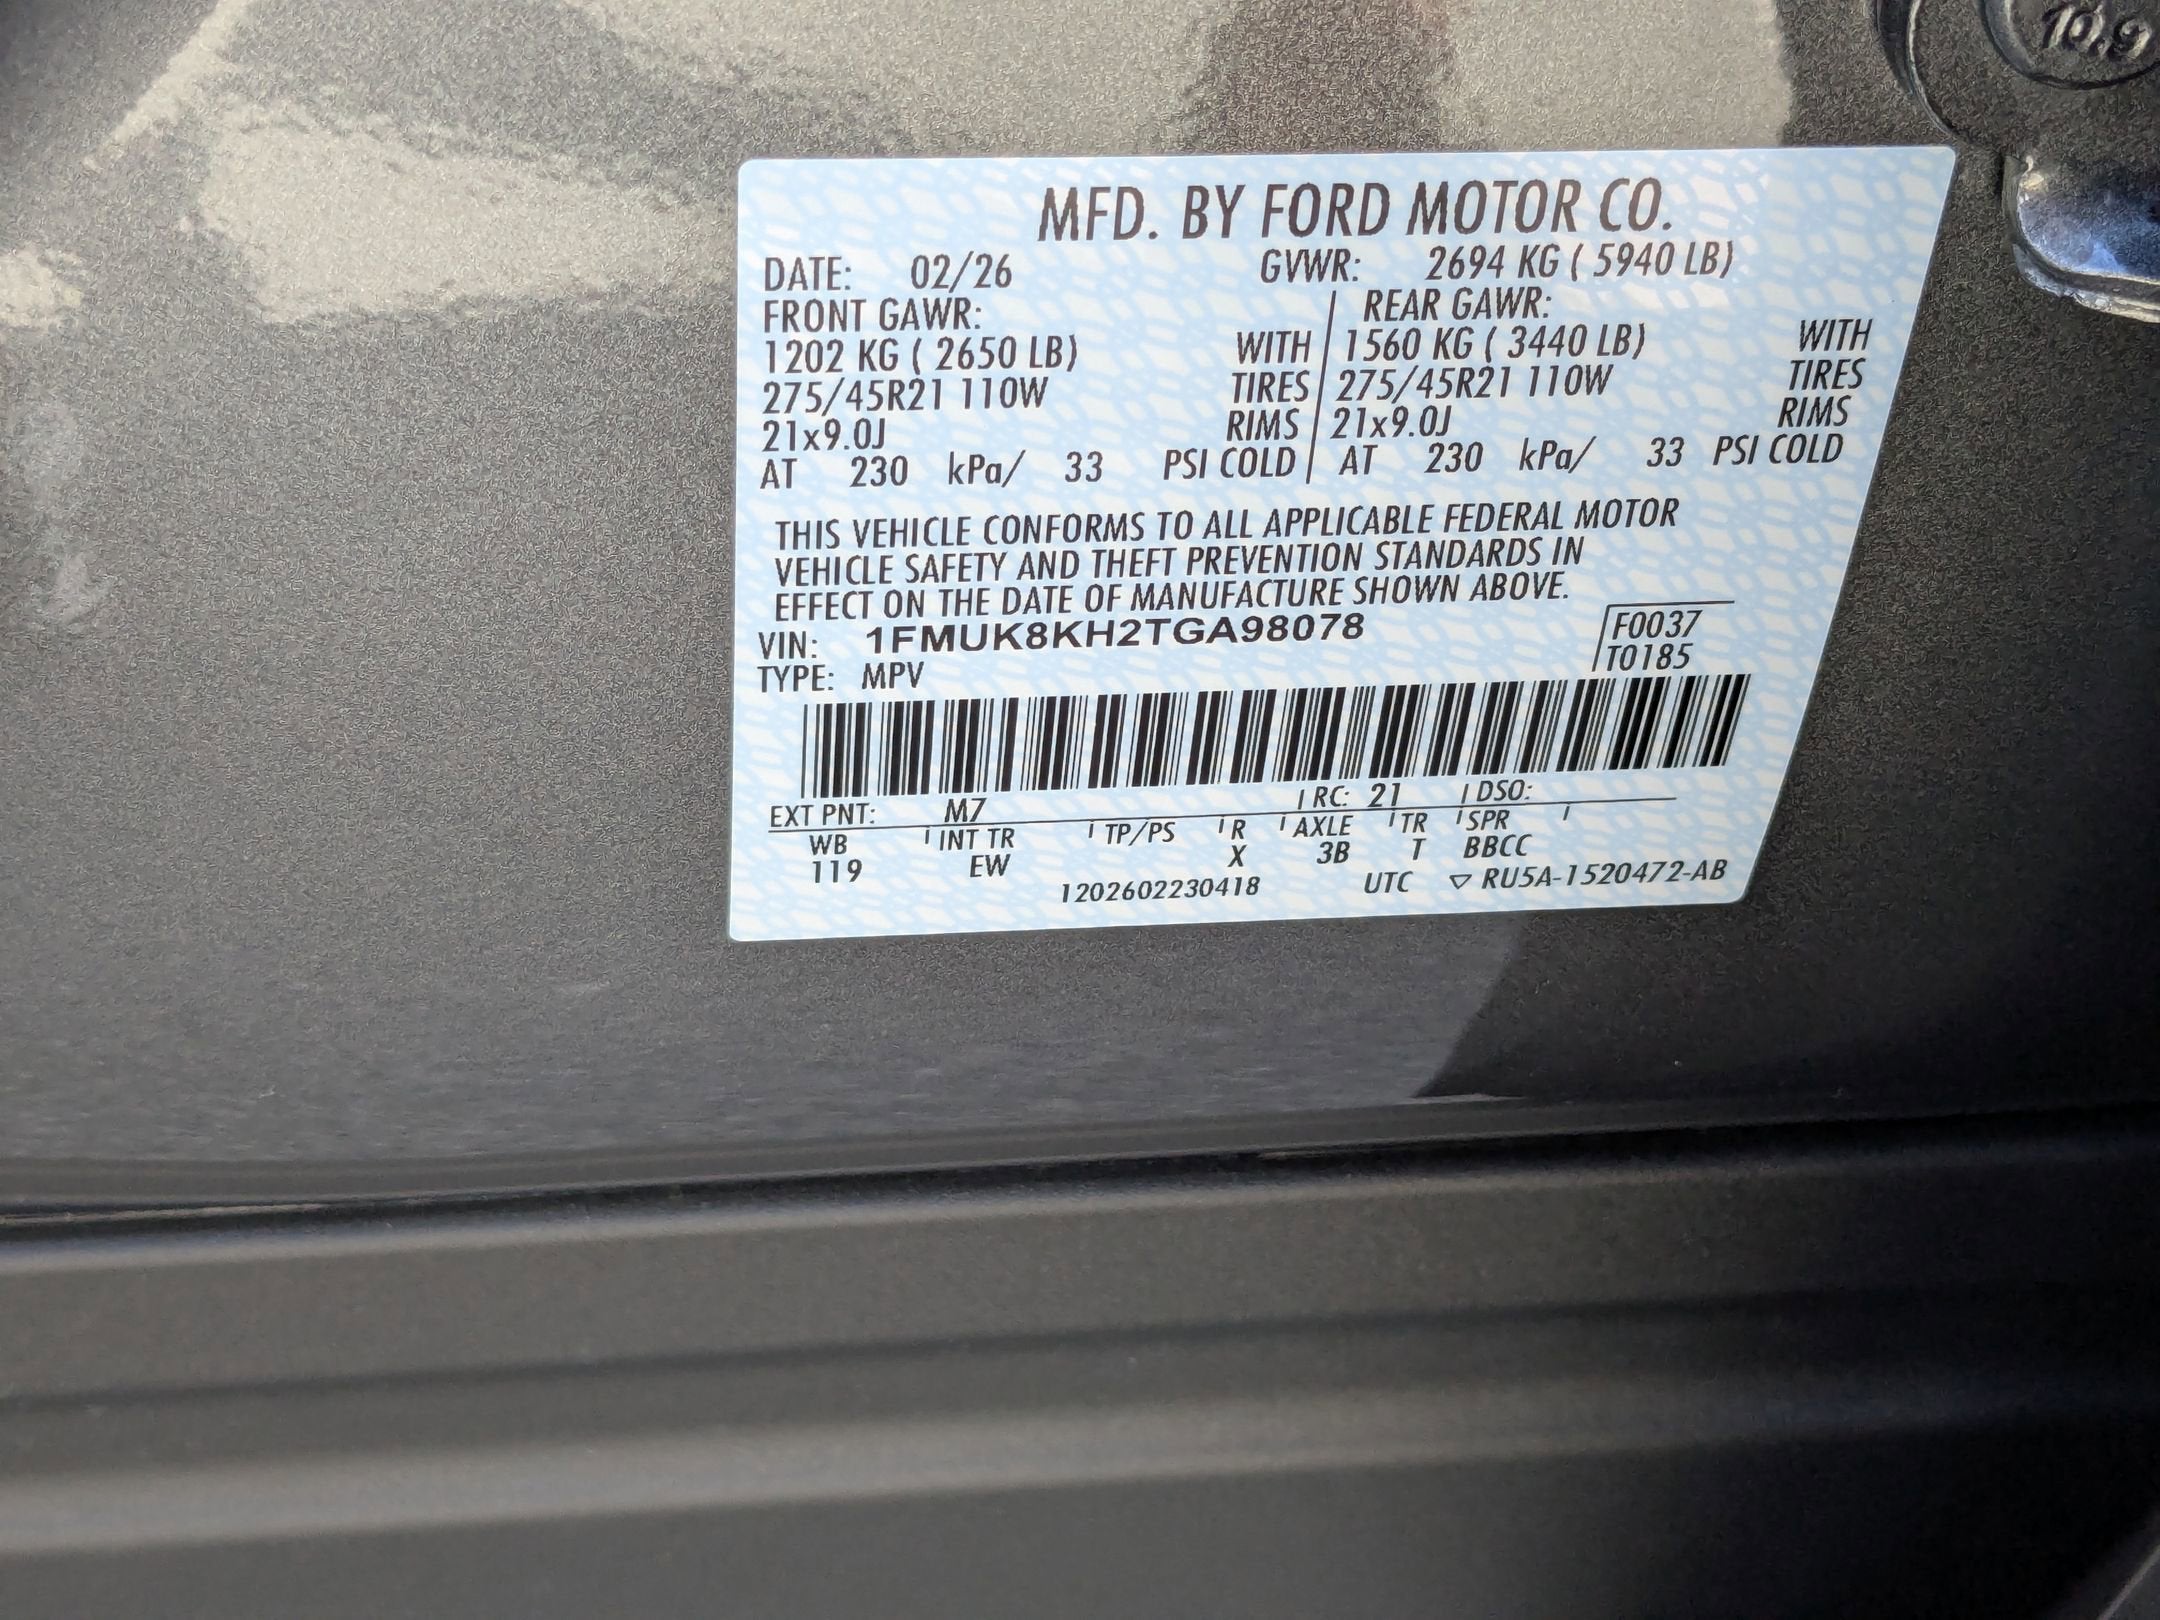 10.9
MFD. BY FORD MOTOR CO.
DATE: 02/26 GVWR: 2694 KG ( 5940 LB)
FRONT GAWR: REAR GAWR:
1202 KG ( 2650 LB) WITH 1560 KG ( 3440 LB) WITH
275/45R21 110W TIRES 275/45R21 110W TIRES
21x9.0J RIMS 21x9.0J RIMS
AT 230 kPa/ 33 PSI COLD AT 230 kPa/ 33 PSI COLD
THIS VEHICLE CONFORMS TO ALL APPLICABLE FEDERAL MOTOR
VEHICLE SAFETY AND THEFT PREVENTION STANDARDS IN
EFFECT ON THE DATE OF MANUFACTURE SHOWN ABOVE.
VIN: 1FMUK8KH2TGA98078 F0037
TYPE: MPV T0185
EXT PNT: M7 RC: 21 DSO:
WB INT TR TP/PS R AXLE TR SPR
119 EW X 3B T BBCC
1202602230418 UTC ▽ RU5A-1520472-AB